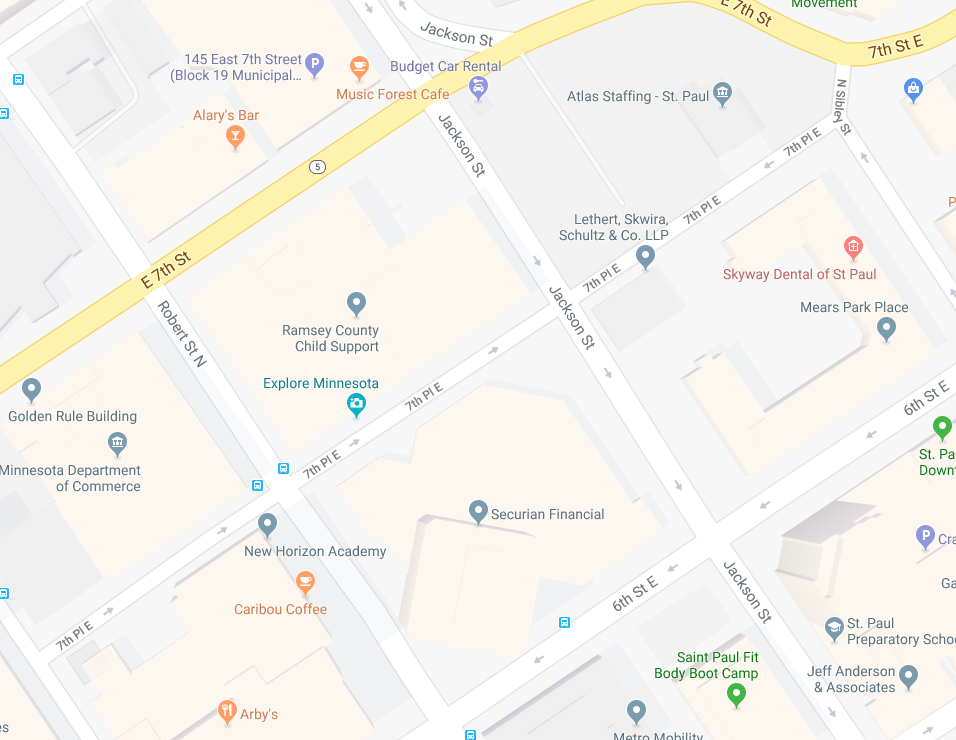 Movement
E 7th St
Jackson St
7th St E
145 East 7th Street
(Block 19 Municipal...
P
Budget Car Rental
Music Forest Cafe
Atlas Staffing - St. Paul
N Sibley St
Alary's Bar
Jackson St
7th Pl E
5
7th Pl E
P
Lethert, Skwira,
Schultz & Co. LLP
E 7th St
7th Pl E
Skyway Dental of St Paul
Robert St N
Jackson St
Mears Park Place
Ramsey County
Child Support
Explore Minnesota
7th Pl E
6th St E
Golden Rule Building
Minnesota Department
of Commerce
7th Pl E
St. Pa
Down
Securian Financial
P
Cra
New Horizon Academy
Jackson St
Ga
6th St E
Caribou Coffee
7th Pl E
St. Paul
Preparatory Schoo
Saint Paul Fit
Body Boot Camp
Jeff Anderson
& Associates
Arby's
es
Metro Mobility